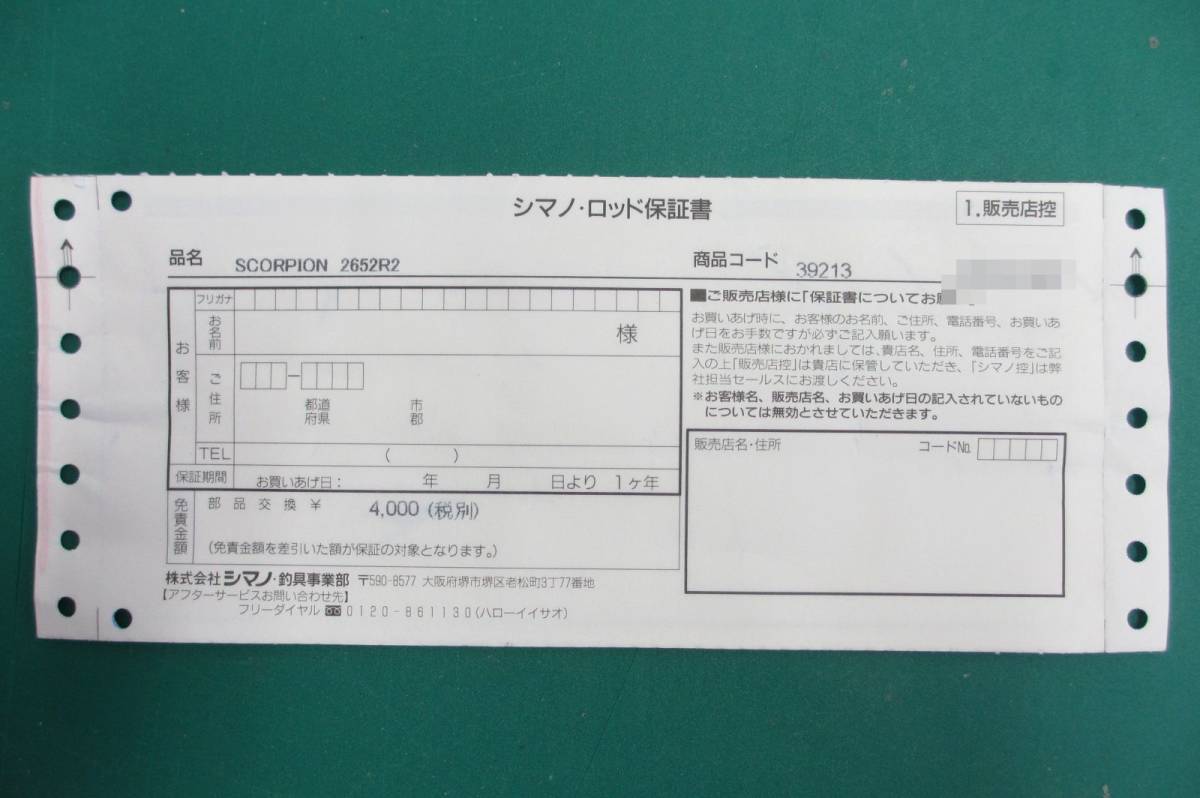 シマノ・ロッド保証書
1.販売店控
品名 SCORPION 2652R2
商品コード 39213
お客様
フリガナ
お名前 様
ご住所 ー
都道府県 市郡
TEL ( )
保証期間 お買いあげ日: 年 月 日より 1ヶ年
免責金額 部品交換¥ 4,000 (税別)
(免責金額を差引いた額が保証の対象となります。)
株式会社シマノ・釣具事業部 〒590-8577 大阪府堺市堺区老松町3丁77番地
【アフターサービスお問い合わせ先】
フリーダイヤル 0120-861130(ハローイイサオ)
■ご販売店様に「保証書についてお
お買いあげ時に、お客様のお名前、ご住所、電話番号、お買いあ
げ日をお手数ですが必ずご記入願います。
また販売店様におかれましては、貴店名、住所、電話番号をご記
入の上「販売店控」は貴店に保管していただき、「シマノ控」は弊
社担当セールスにお渡しください。
※お客様名、販売店名、お買いあげ日の記入されていないもの
については無効とさせていただきます。
販売店名・住所 コードNo.